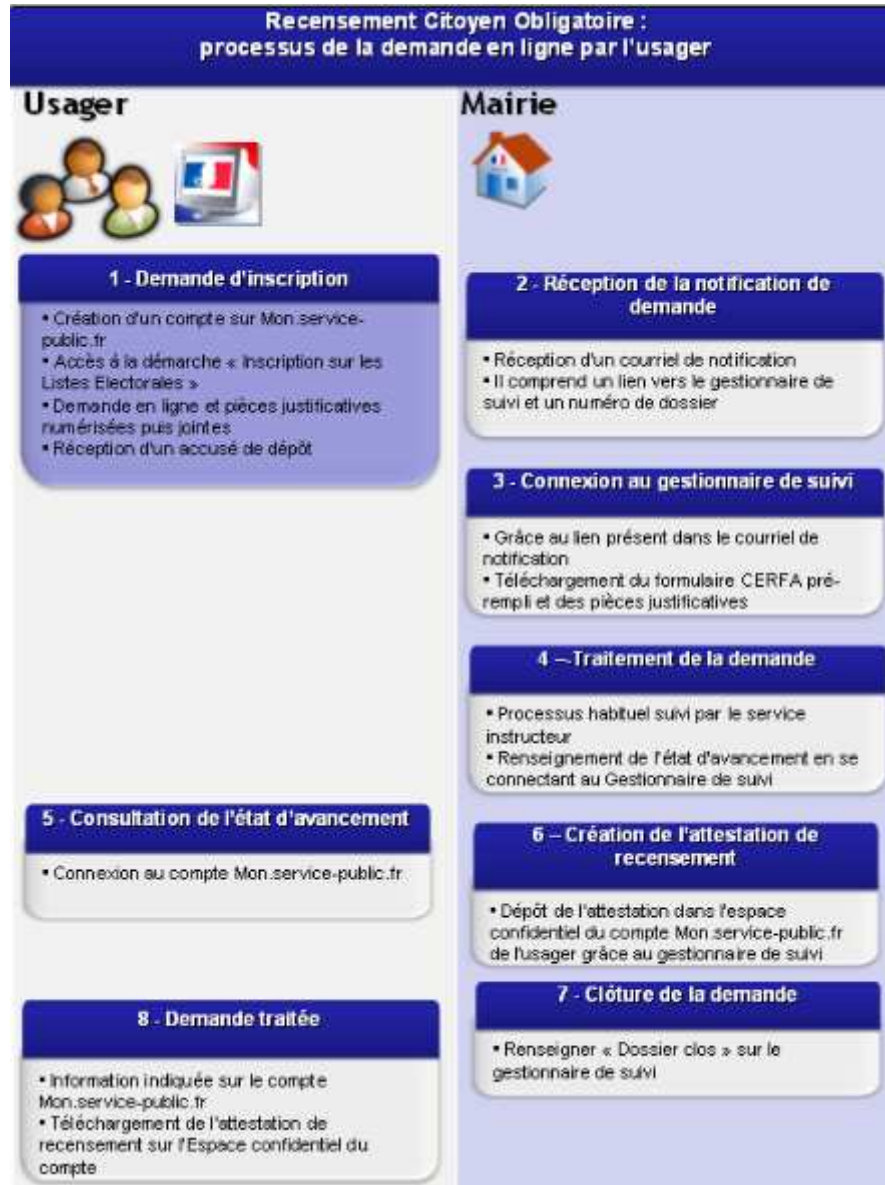 Recensement Citoyen Obligatoire :
processus de la demande en ligne par l'usager
Usager
Mairie
1 - Demande d'inscription
• Création d'un compte sur Mon.service-
public.fr
• Accès á la démarche « Inscription sur les
Listes Electorales »
• Demande en ligne et pièces justificatives
numérisées puis jointes
• Réception d'un accusé de dépôt
2 - Réception de la notification de
demande
• Réception d'un courriel de notification
• Il comprend un lien vers le gestionnaire de
suivi et un numéro de dossier
3 - Connexion au gestionnaire de suivi
• Grâce au lien présent dans le courriel de
notification
• Téléchargement du formulaire CERFA pré-
rempli et des pièces justificatives
4 – Traitement de la demande
• Processus habituel suivi par le service
instructeur
• Renseignement de l'état d'avancement en se
connectant au Gestionnaire de suivi
5 - Consultation de l'état d'avancement
• Connexion au compte Mon.service-public.fr
6 – Création de l'attestation de
recensement
• Dépôt de l'attestation dans l'espace
confidentiel du compte Mon.service-public.fr
de l'usager grâce au gestionnaire de suivi
7 - Clôture de la demande
• Renseigner « Dossier clos » sur le
gestionnaire de suivi
8 - Demande traitée
• Information indiquée sur le compte
Mon.service-public.fr
• Téléchargement de l'attestation de
recensement sur l'Espace confidentiel du
compte